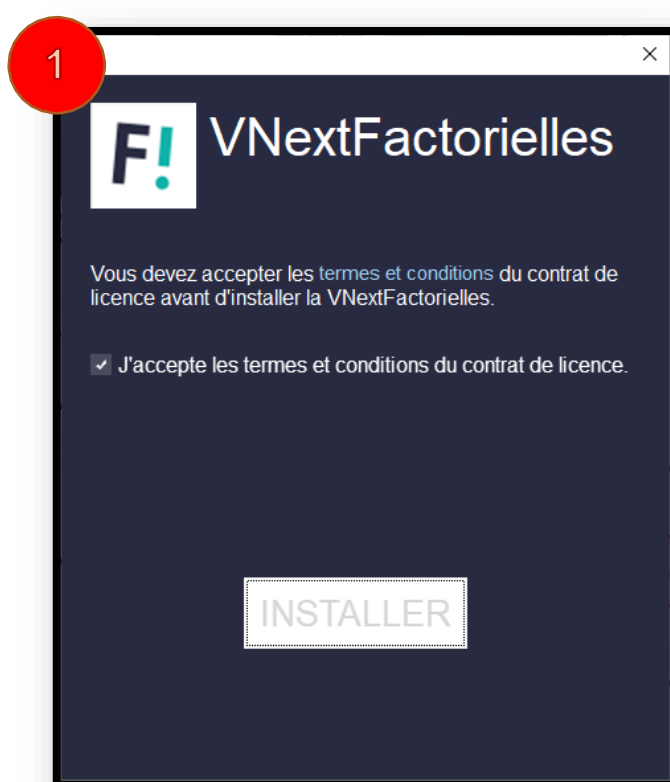 1
F!
VNextFactorielles
Vous devez accepter les termes et conditions du contrat de
licence avant d'installer la VNextFactorielles.
J'accepte les termes et conditions du contrat de licence.
INSTALLER